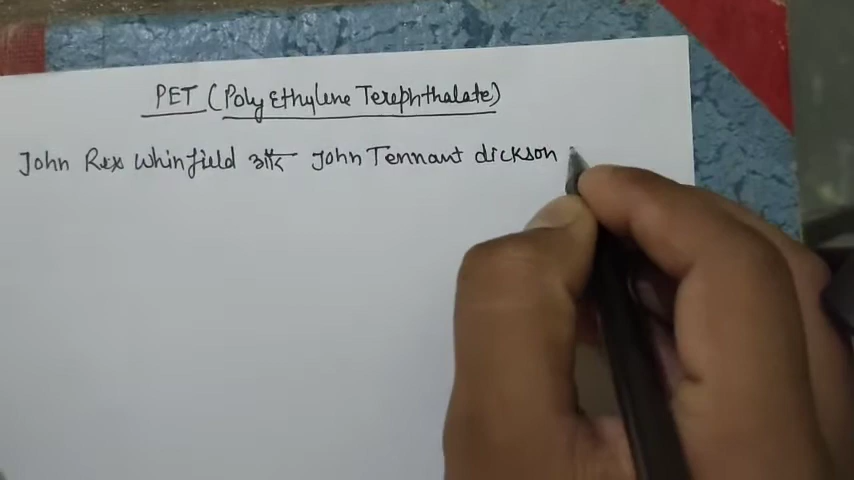 PET (Poly Ethylene Terephthalate)
John Rex Whinfield और John Tennant dickson